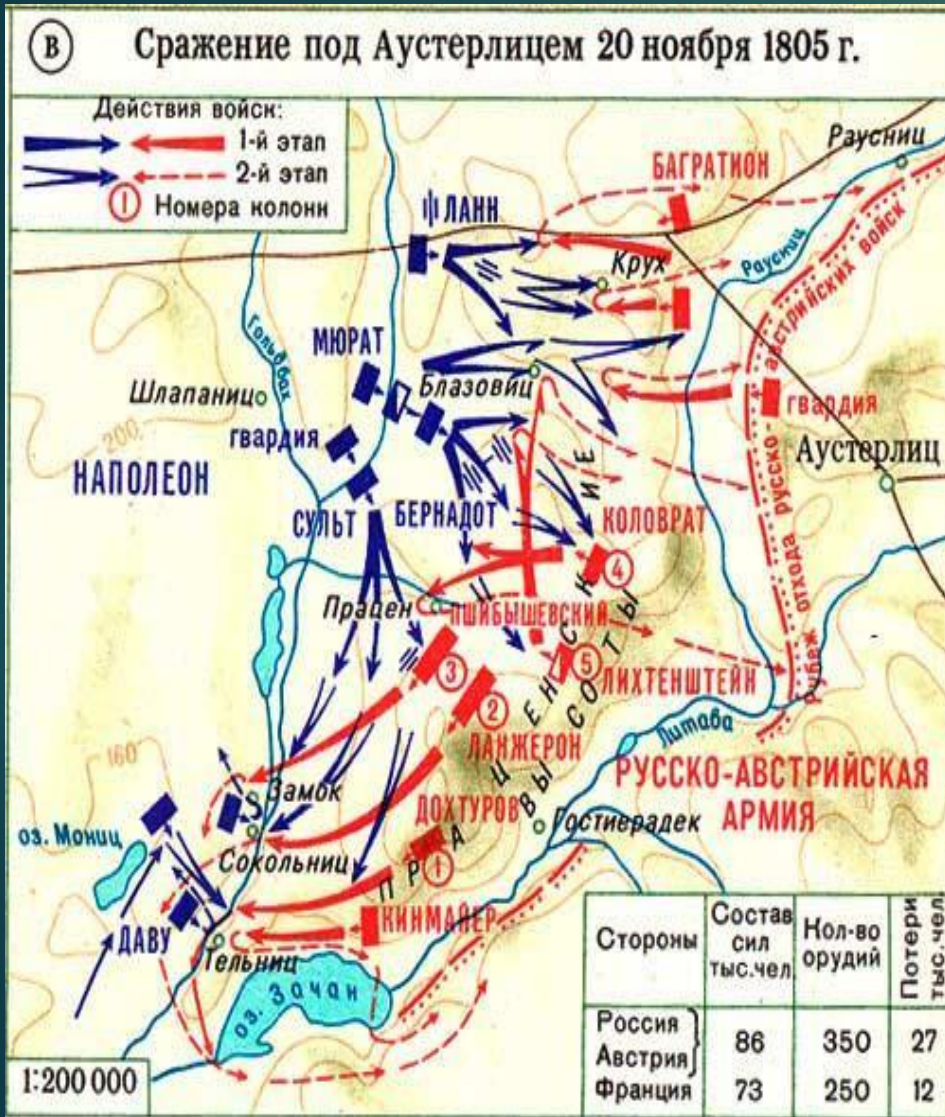 В Сражение под Аустерлицем 20 ноября 1805 г.
Действия войск:
1-й этап
2-й этап
1 Номера колонн
Раусниц
БАГРАТИОН
ЛАНН
Крух
Раусниц
Гольдбах
МЮРАТ
Блазовиц
Шлапаниц
гвардия
гвардия
200
Аустерлиц
НАПОЛЕОН
СУЛЬТ
БЕРНАДОТ
КОЛОВРАТ
4
Працен
ПШИБЫШЕВСКИЙ
3
5
ЛИХТЕНШТЕЙН
2
ЛАНЖЕРОН
Рубеж отхода русско-австрийских войск
Литава
160
Замок
РУССКО-АВСТРИЙСКАЯ
АРМИЯ
ДОХТУРОВ
Гостиерадек
оз. Мониц
Сокольниц
1
ПРАЦЕНСКИЕ
ВЫСОТЫ
КИНМАЙЕР
ДАВУ
Тельниц
оз. Зачан
Стороны
Состав
сил
тыс.чел
Кол-во
орудий
Потери
тыс.чел.
Россия
Австрия
86 350 27
Франция 73 250 12
1:200 000